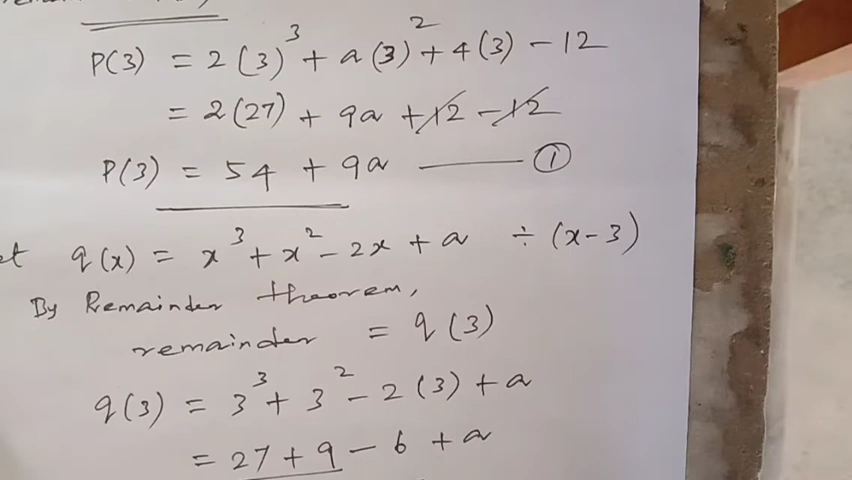 P(3) = 2(3)³ + a(3)² + 4(3) - 12
= 2(27) + 9a + 12 - 12
P(3) = 54 + 9a ——— ①
q(x) = x³ + x² - 2x + a ÷ (x-3)
By Remainder theorem,
remainder = q(3)
q(3) = 3³ + 3² - 2(3) + a
= 27 + 9 - 6 + a